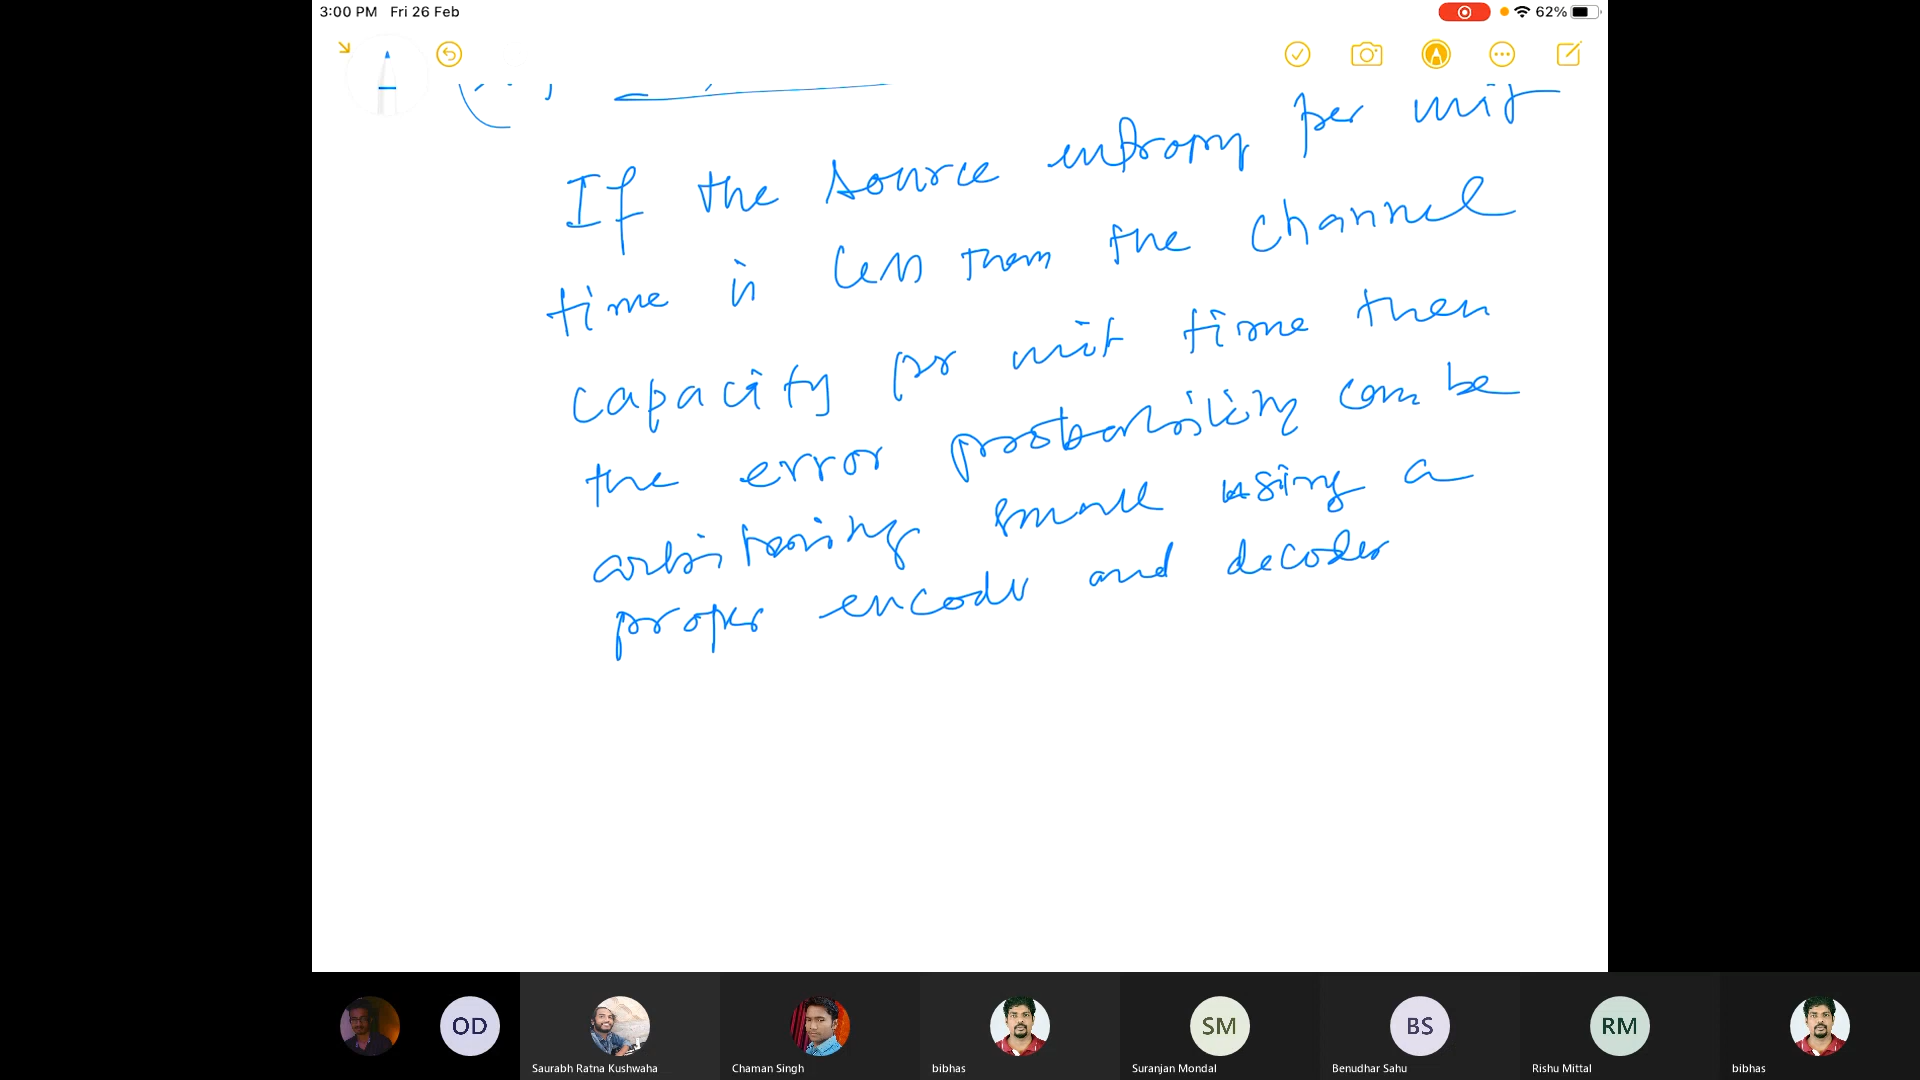 3:00 PM Fri 26 Feb
62%
If the source entropy per unit
time is less than the channel
capacity per unit time then
the error probability can be
arbitrarily small using a
proper encoder and decoder
OD
SM
BS
RM
Saurabh Ratna Kushwaha
Chaman Singh
bibhas
Suranjan Mondal
Benudhar Sahu
Rishu Mittal
bibhas